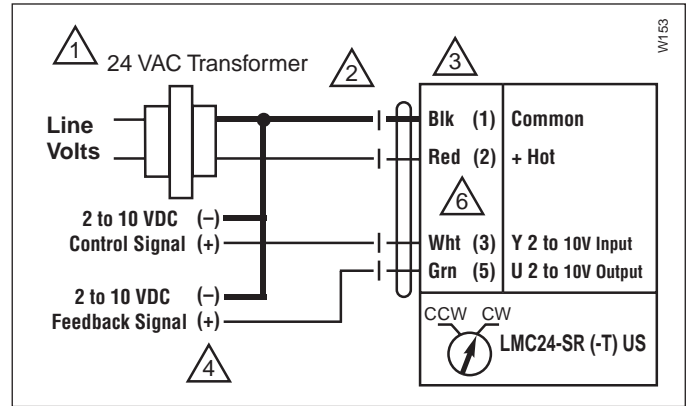 W153
1 24 VAC Transformer
2
3
Line Volts
Blk (1) Common
Red (2) + Hot
6
2 to 10 VDC (–)
Control Signal (+)
Wht (3) Y 2 to 10V Input
Grn (5) U 2 to 10V Output
2 to 10 VDC (–)
Feedback Signal (+)
4
CCW CW
LMC24-SR (-T) US